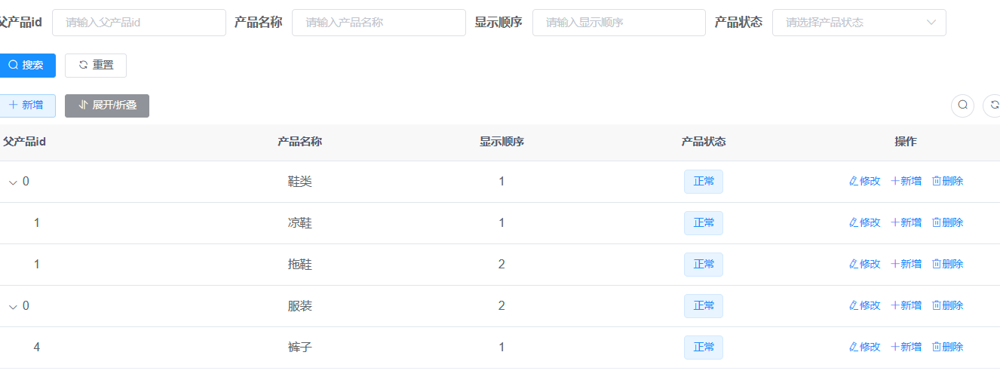 父产品id 请输入父产品id 产品名称 请输入产品名称 显示顺序 请输入显示顺序 产品状态 请选择产品状态
搜索 重置
新增 展开/折叠
父产品id 产品名称 显示顺序 产品状态 操作
0 鞋类 1 正常 修改 新增 删除
1 凉鞋 1 正常 修改 新增 删除
1 拖鞋 2 正常 修改 新增 删除
0 服装 2 正常 修改 新增 删除
4 裤子 1 正常 修改 新增 删除